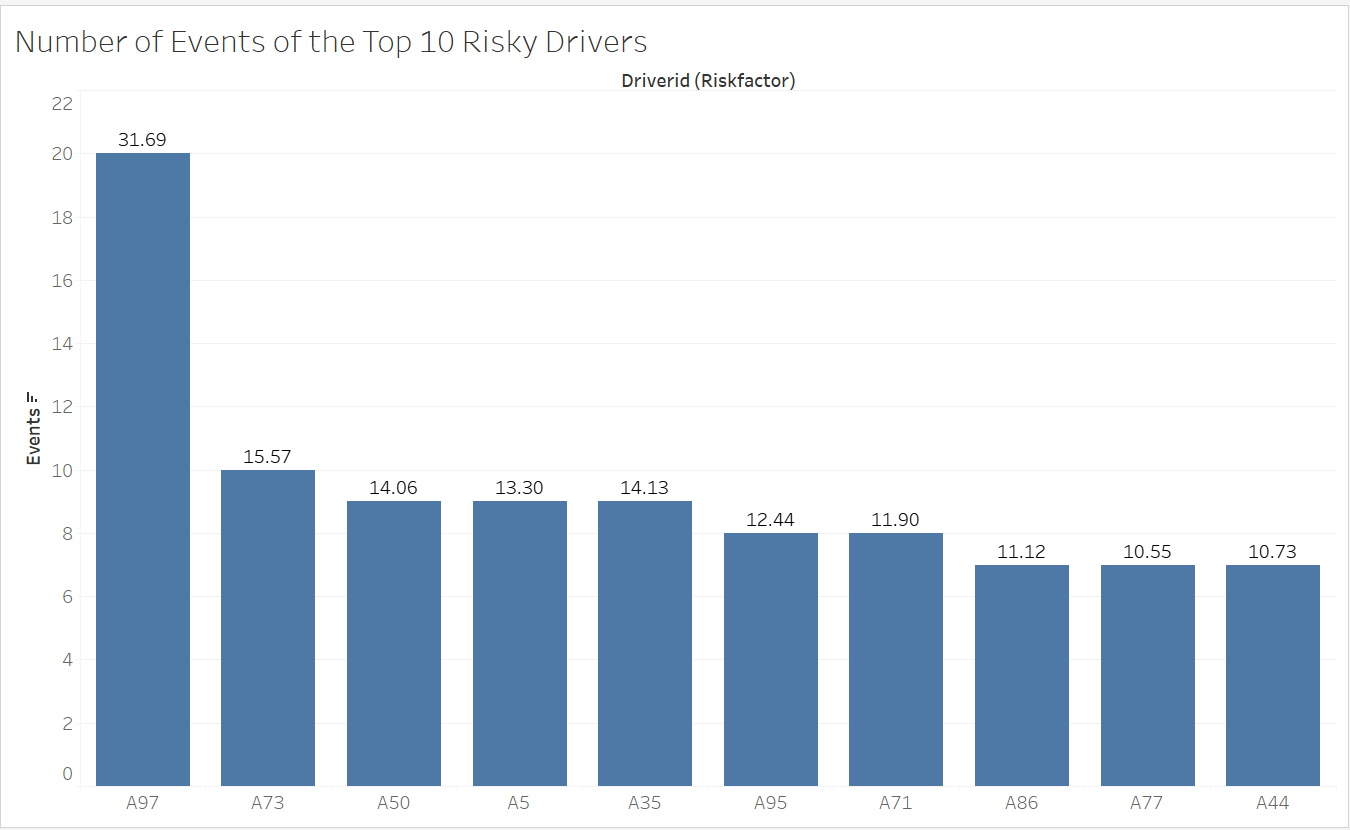 Number of Events of the Top 10 Risky Drivers
Driverid (Riskfactor)
Events
22
20
18
16
14
12
10
8
6
4
2
0
31.69
15.57
14.06
13.30
14.13
12.44
11.90
11.12
10.55
10.73
A97
A73
A50
A5
A35
A95
A71
A86
A77
A44